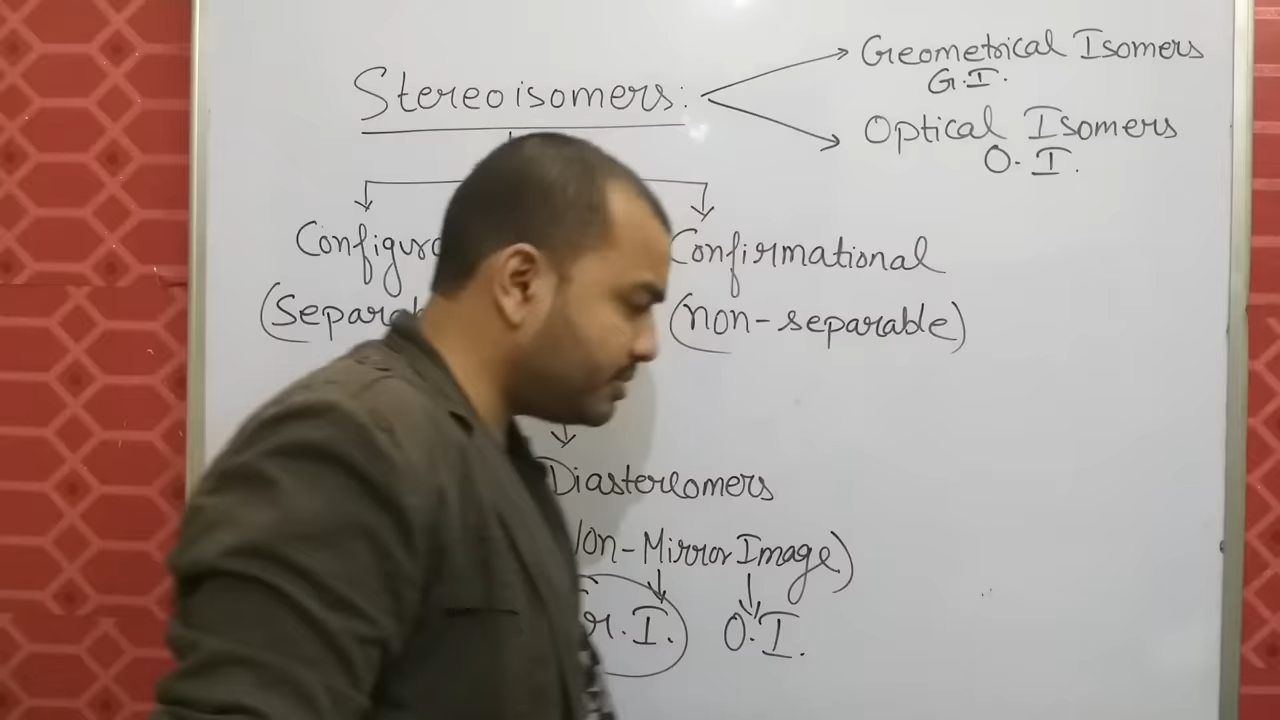 Stereoisomers:
Geometrical Isomers
G.I.
Optical Isomers
O.I.
Confirmational
(non-separable)
Diastereomers
Mirror Image)
I.
O.I.